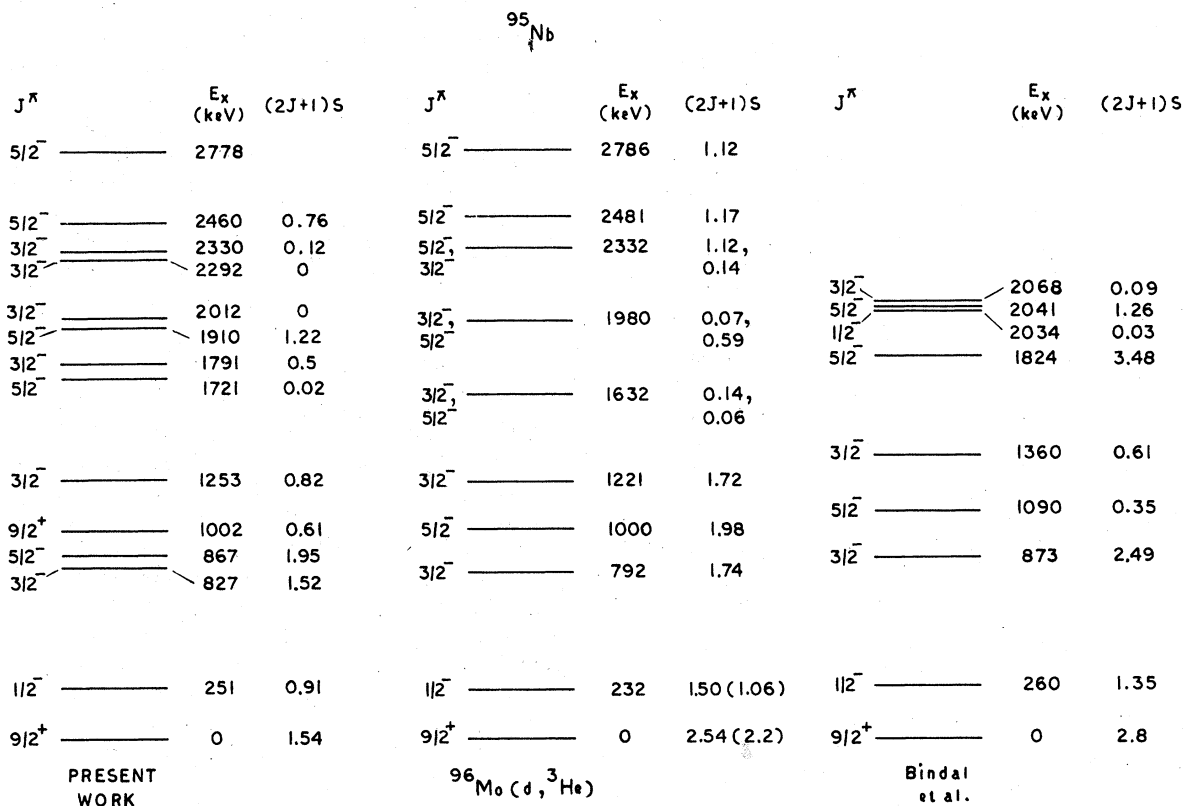 ⁹⁵Nb
Jπ Ex (keV) (2J+1)S
5/2⁻ 2778
5/2⁻ 2460 0.76
3/2⁻ 2330 0.12
3/2⁻ 2292 0
3/2⁻ 2012 0
5/2⁻ 1910 1.22
3/2⁻ 1791 0.5
5/2⁻ 1721 0.02
3/2⁻ 1253 0.82
9/2⁺ 1002 0.61
5/2⁻ 867 1.95
3/2⁻ 827 1.52
1/2⁻ 251 0.91
9/2⁺ 0 1.54
PRESENT
WORK
Jπ Ex (keV) (2J+1)S
5/2⁻ 2786 1.12
5/2⁻ 2481 1.17
5/2⁻, 2332 1.12,
3/2⁻ 0.14
3/2⁻, 1980 0.07,
5/2⁻ 0.59
3/2⁻, 1632 0.14,
5/2⁻ 0.06
3/2⁻ 1221 1.72
5/2⁻ 1000 1.98
3/2⁻ 792 1.74
1/2⁻ 232 1.50(1.06)
9/2⁺ 0 2.54(2.2)
⁹⁶Mo(d,³He)
Jπ Ex (keV) (2J+1)S
3/2⁻ 2068 0.09
5/2⁻ 2041 1.26
1/2⁻ 2034 0.03
5/2⁻ 1824 3.48
3/2⁻ 1360 0.61
5/2⁻ 1090 0.35
3/2⁻ 873 2.49
1/2⁻ 260 1.35
9/2⁺ 0 2.8
Bindal
et al.